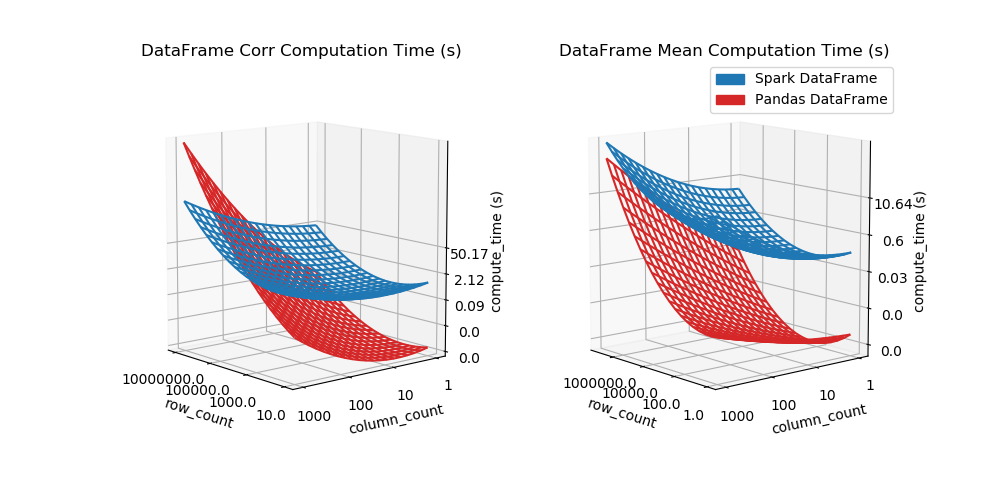 DataFrame Corr Computation Time (s)
50.17
2.12
0.09
0.0
0.0
compute_time (s)
10000000.0
100000.0
1000.0
10.0
row_count
1000
100
10
1
column_count
DataFrame Mean Computation Time (s)
Spark DataFrame
Pandas DataFrame
10.64
0.6
0.03
0.0
0.0
compute_time (s)
1000000.0
10000.0
100.0
1.0
row_count
1000
100
10
1
column_count